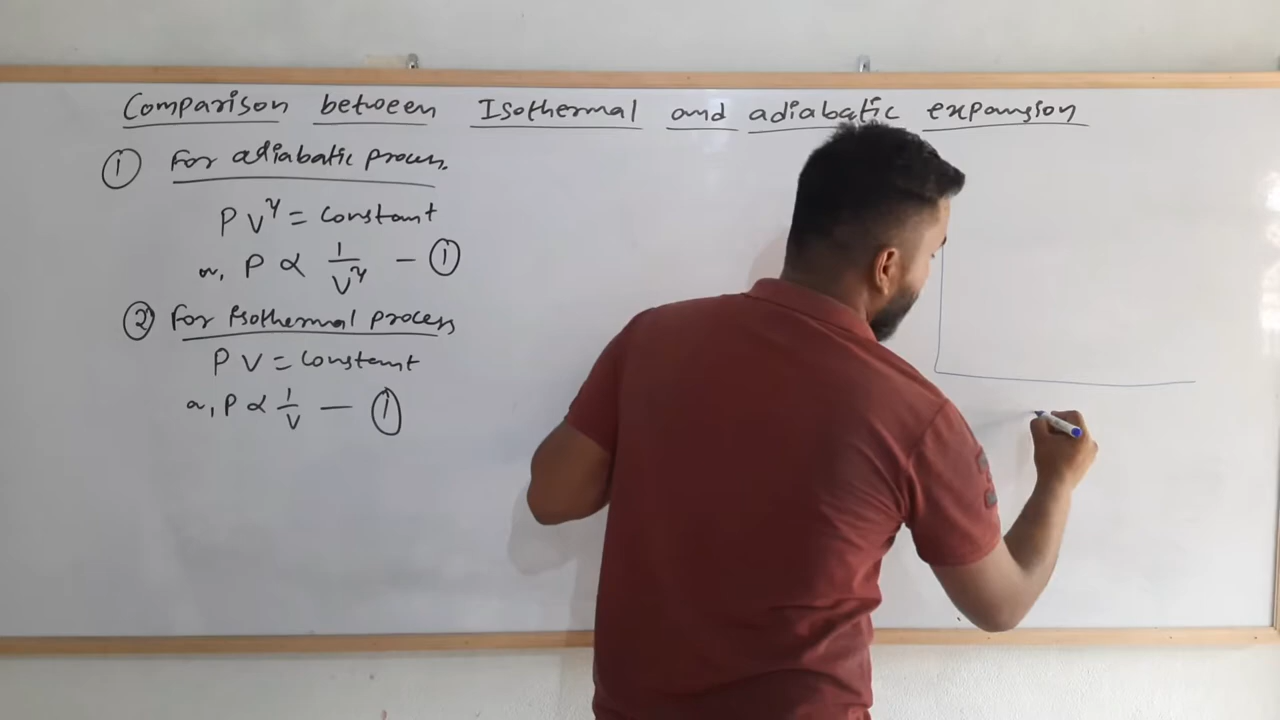 Comparison between Isothermal and adiabatic expansion
① For adiabatic process.
PV^γ = constant
or, P ∝ 1/V^γ — ①
② For isothermal process
PV = constant
or, P ∝ 1/V — ①